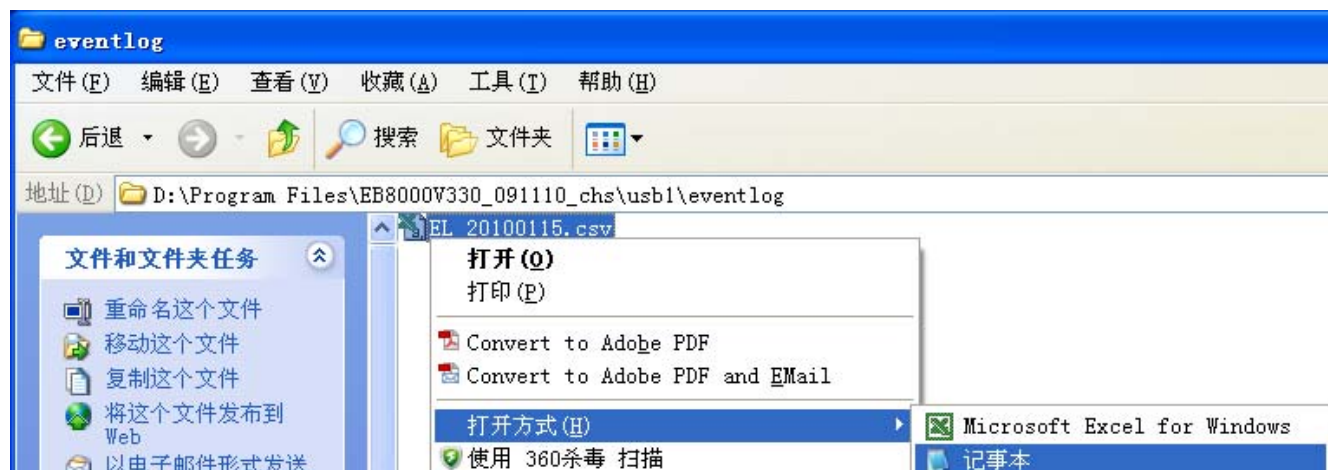 eventlog
文件(F) 编辑(E) 查看(V) 收藏(A) 工具(T) 帮助(H)
后退 搜索 文件夹
地址(D) D:\Program Files\EB8000V330_091110_chs\usb1\eventlog
EL_20100115.csv
文件和文件夹任务
重命名这个文件
移动这个文件
复制这个文件
将这个文件发布到
Web
以电子邮件形式发送
打开(O)
打印(P)
Convert to Adobe PDF
Convert to Adobe PDF and EMail
打开方式(H)
使用 360杀毒 扫描
Microsoft Excel for Windows
记事本